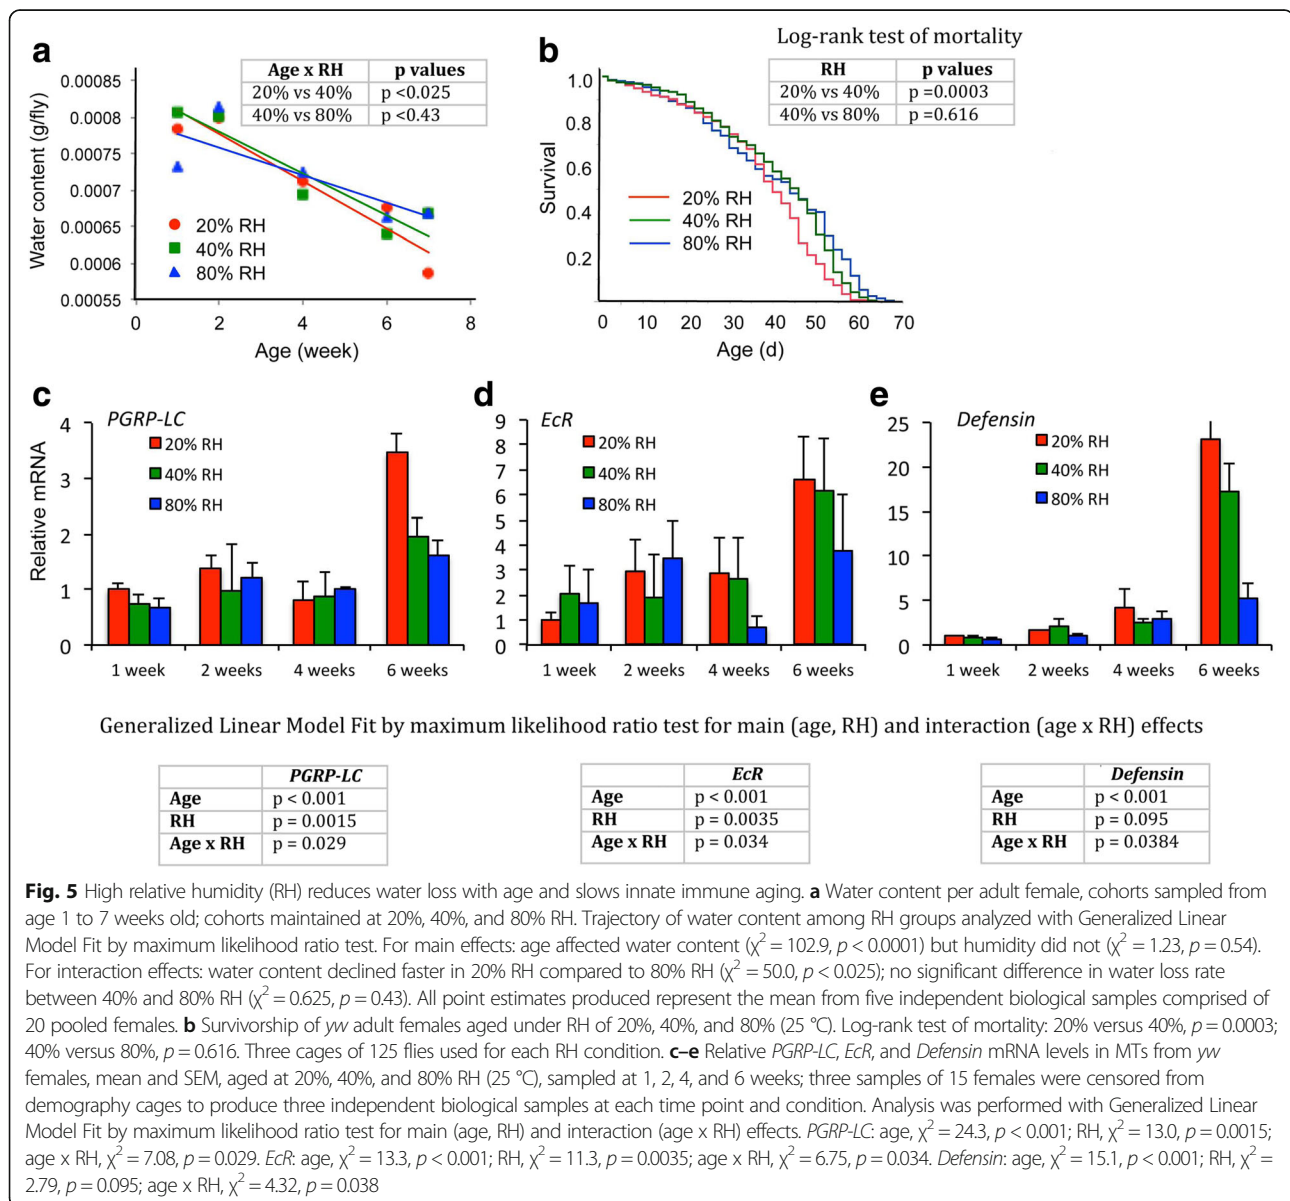 a
Water content (g/fly)
0.00085
0.0008
0.00075
0.0007
0.00065
0.0006
0.00055
0 2 4 6 8
Age (week)
Age x RH p values
20% vs 40% p <0.025
40% vs 80% p <0.43
20% RH
40% RH
80% RH
b
Log-rank test of mortality
RH p values
20% vs 40% p =0.0003
40% vs 80% p =0.616
Survival
1.0
0.8
0.6
0.4
0.2
20% RH
40% RH
80% RH
0 10 20 30 40 50 60 70
Age (d)
c
PGRP-LC
Relative mRNA
4
3
2
1
0
20% RH
40% RH
80% RH
1 week 2 weeks 4 weeks 6 weeks
d
EcR
9
8
7
6
5
4
3
2
1
0
20% RH
40% RH
80% RH
1 week 2 weeks 4 weeks 6 weeks
e
Defensin
25
20
15
10
5
0
20% RH
40% RH
80% RH
1 week 2 weeks 4 weeks 6 weeks
Generalized Linear Model Fit by maximum likelihood ratio test for main (age, RH) and interaction (age x RH) effects
PGRP-LC
Age p < 0.001
RH p = 0.0015
Age x RH p = 0.029
EcR
Age p < 0.001
RH p = 0.0035
Age x RH p = 0.034
Defensin
Age p < 0.001
RH p = 0.095
Age x RH p = 0.0384
Fig. 5 High relative humidity (RH) reduces water loss with age and slows innate immune aging. a Water content per adult female, cohorts sampled from
age 1 to 7 weeks old; cohorts maintained at 20%, 40%, and 80% RH. Trajectory of water content among RH groups analyzed with Generalized Linear
Model Fit by maximum likelihood ratio test. For main effects: age affected water content (χ² = 102.9, p < 0.0001) but humidity did not (χ² = 1.23, p = 0.54).
For interaction effects: water content declined faster in 20% RH compared to 80% RH (χ² = 50.0, p < 0.025); no significant difference in water loss rate
between 40% and 80% RH (χ² = 0.625, p = 0.43). All point estimates produced represent the mean from five independent biological samples comprised of
20 pooled females. b Survivorship of yw adult females aged under RH of 20%, 40%, and 80% (25 °C). Log-rank test of mortality: 20% versus 40%, p = 0.0003;
40% versus 80%, p = 0.616. Three cages of 125 flies used for each RH condition. c–e Relative PGRP-LC, EcR, and Defensin mRNA levels in MTs from yw
females, mean and SEM, aged at 20%, 40%, and 80% RH (25 °C), sampled at 1, 2, 4, and 6 weeks; three samples of 15 females were censored from
demography cages to produce three independent biological samples at each time point and condition. Analysis was performed with Generalized Linear
Model Fit by maximum likelihood ratio test for main (age, RH) and interaction (age x RH) effects. PGRP-LC: age, χ² = 24.3, p < 0.001; RH, χ² = 13.0, p = 0.0015;
age x RH, χ² = 7.08, p = 0.029. EcR: age, χ² = 13.3, p < 0.001; RH, χ² = 11.3, p = 0.0035; age x RH, χ² = 6.75, p = 0.034. Defensin: age, χ² = 15.1, p < 0.001; RH, χ² =
2.79, p = 0.095; age x RH, χ² = 4.32, p = 0.038